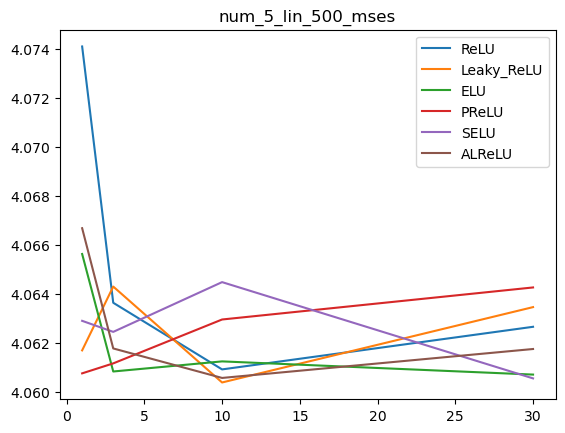 num_5_lin_500_mses
4.074
4.072
4.070
4.068
4.066
4.064
4.062
4.060
0 5 10 15 20 25 30
ReLU
Leaky_ReLU
ELU
PReLU
SELU
ALReLU